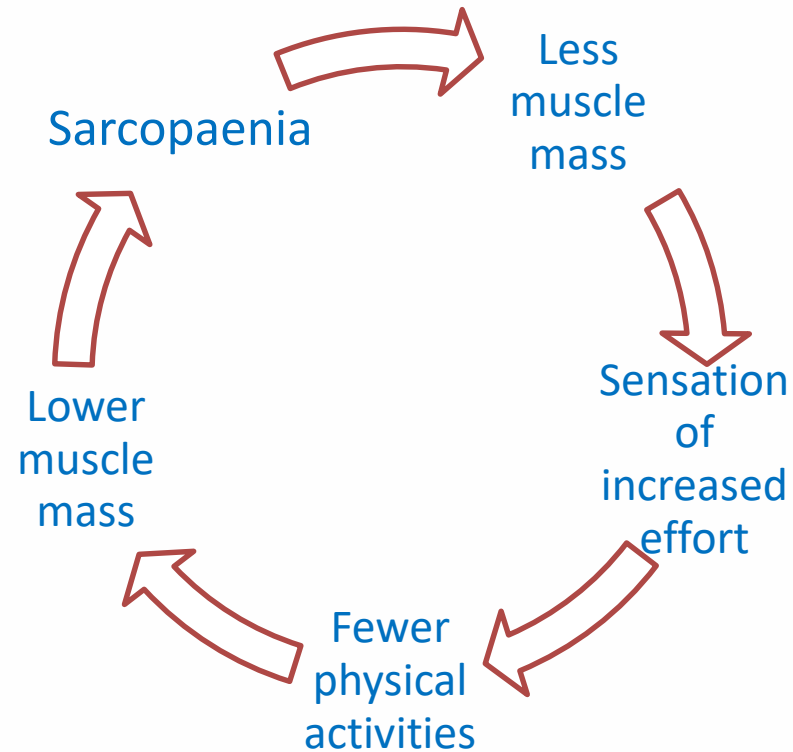 Sarcopaenia
Less
muscle
mass
Sensation
of
increased
effort
Fewer
physical
activities
Lower
muscle
mass